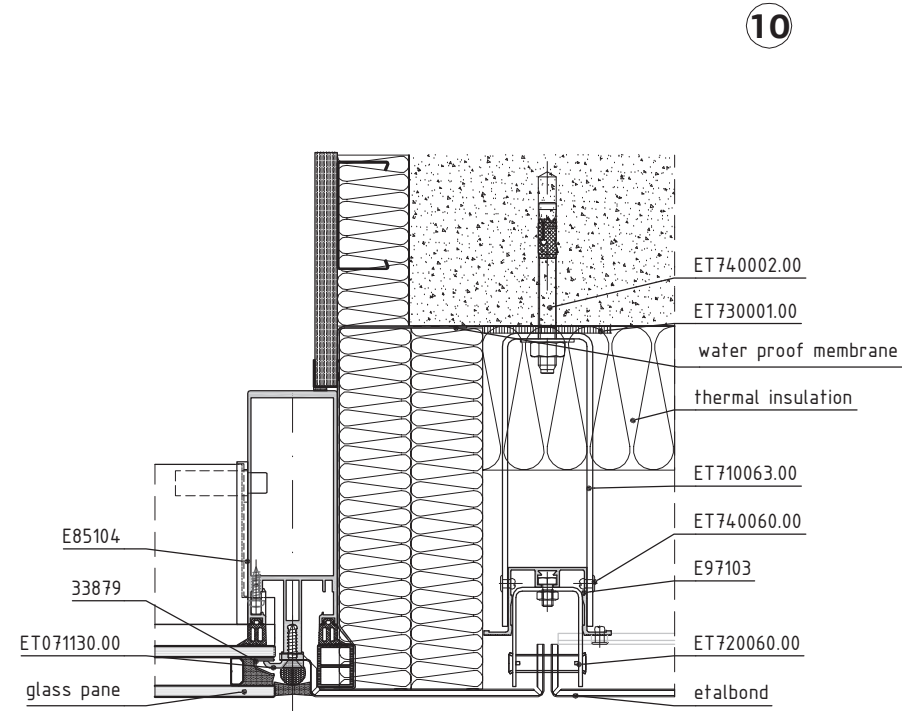 10
ET740002.00
ET730001.00
water proof membrane
thermal insulation
ET710063.00
ET740060.00
E97103
ET720060.00
etalbond
E85104
33879
ET071130.00
glass pane